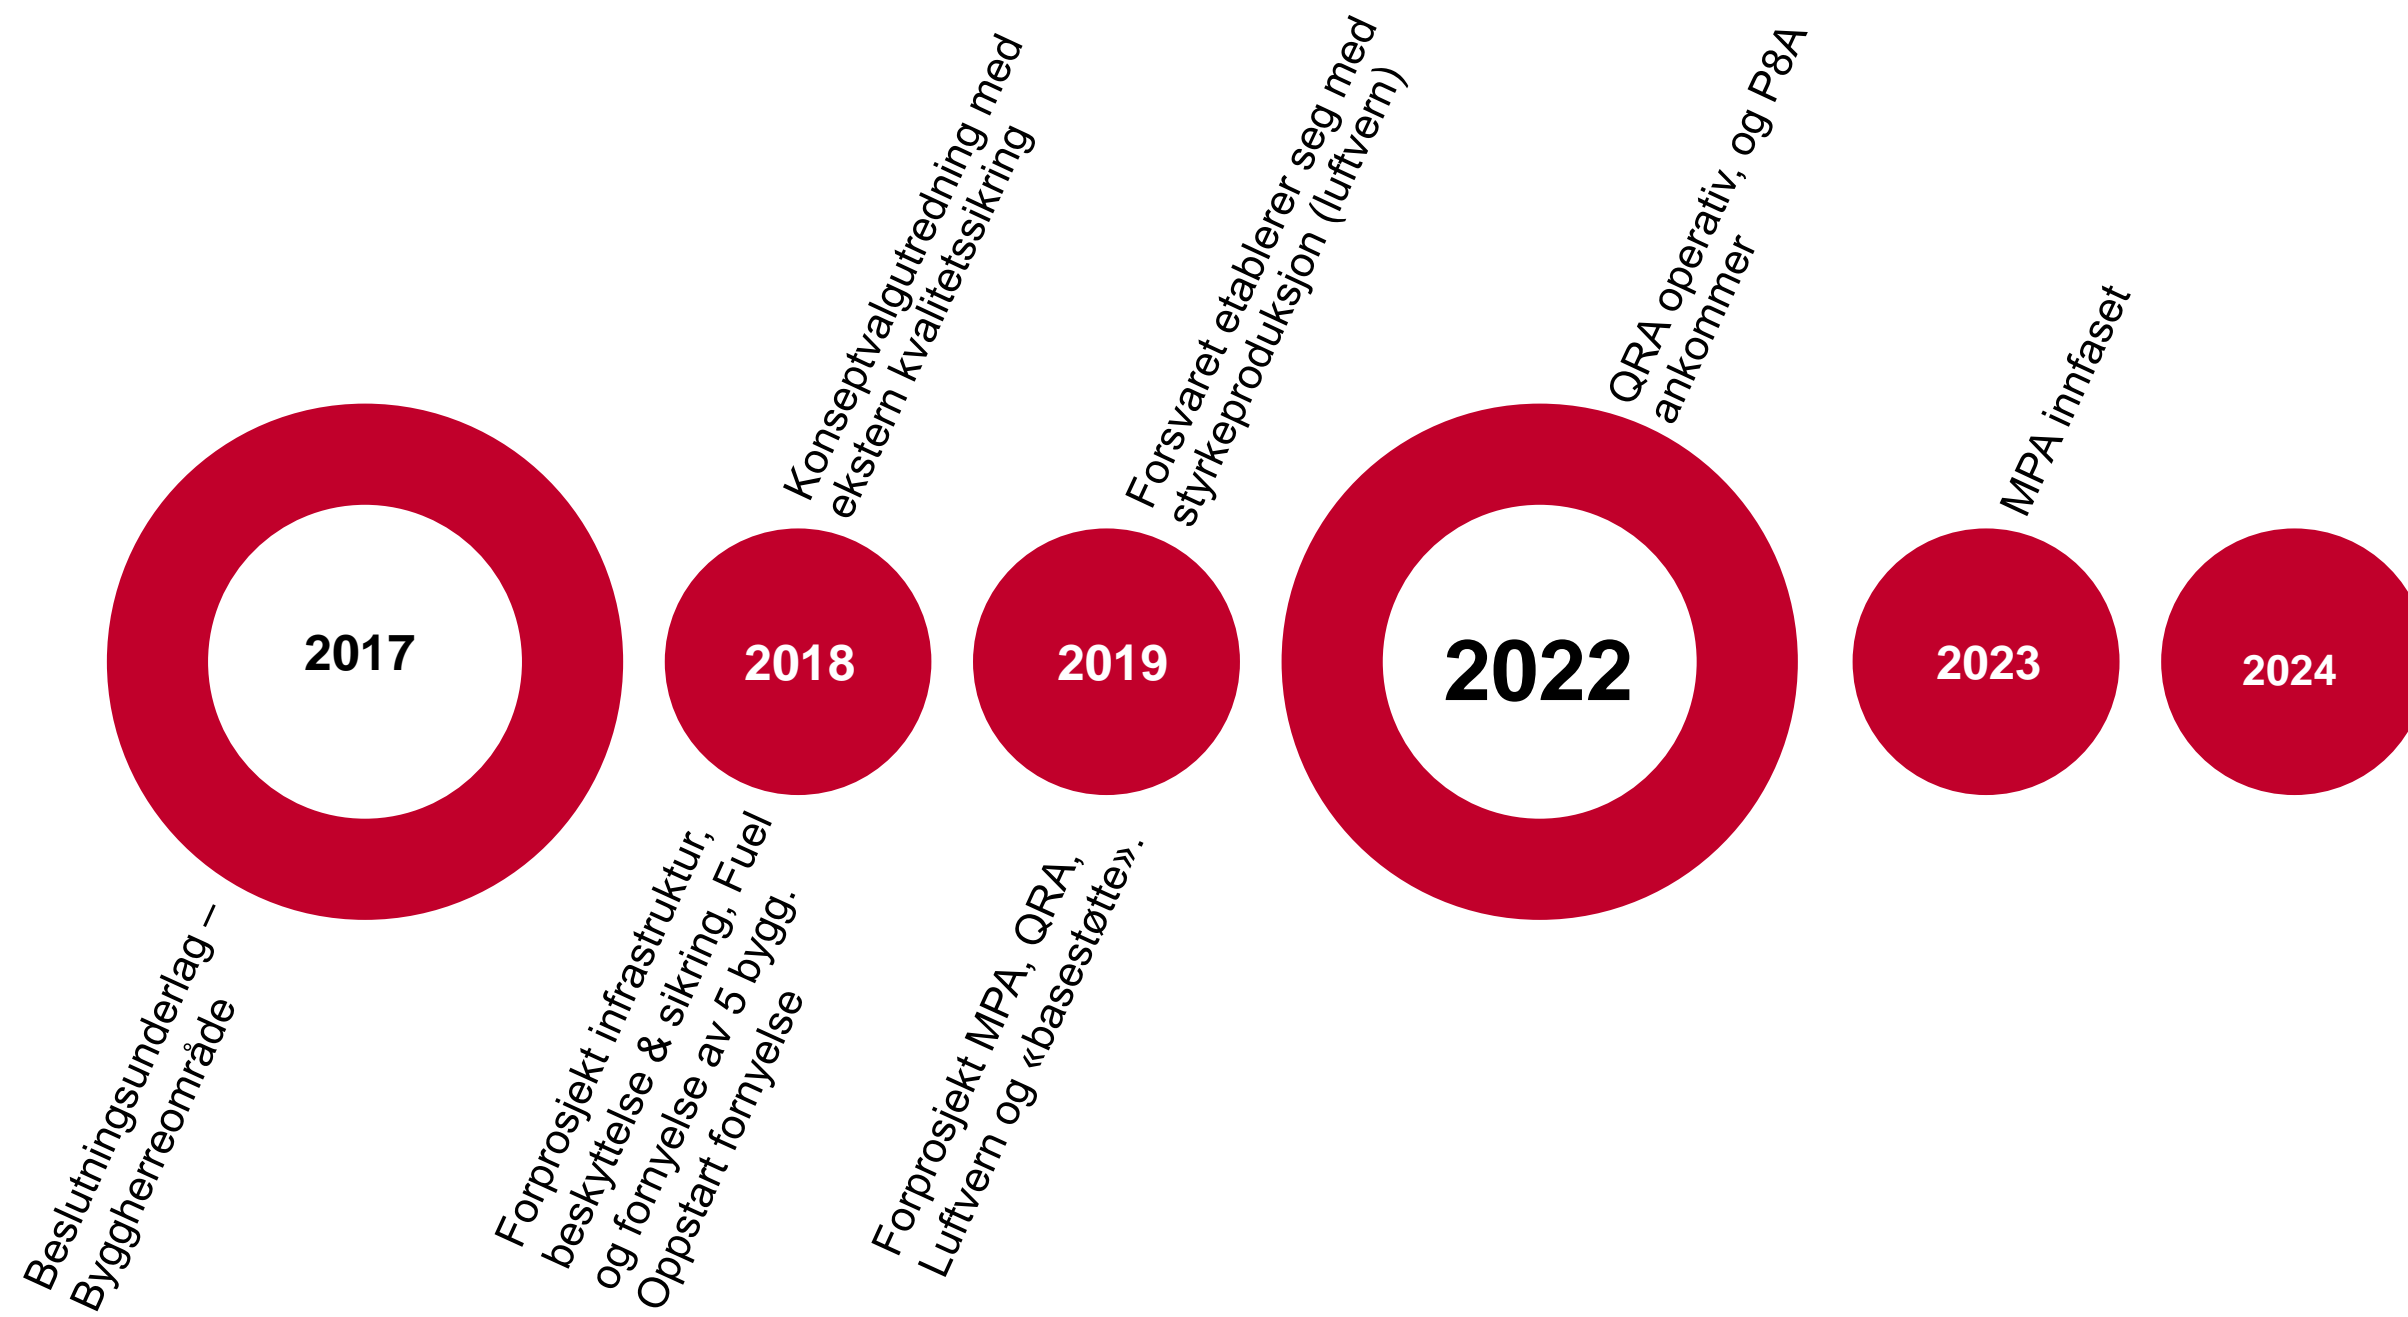 Konseptvalgutredning med
ekstern kvalitetssikring
Forsvaret etablerer seg med
styrkeproduksjon (luftvern)
QRA operativ, og P8A
ankommer
MPA innfaset
2017
2018
2019
2022
2023
2024
Beslutningsunderlag –
Byggherreområde
Forprosjekt infrastruktur,
beskyttelse & sikring, Fuel
og fornyelse av 5 bygg.
Oppstart fornyelse
Forprosjekt MPA, QRA,
Luftvern og «basestøtte».